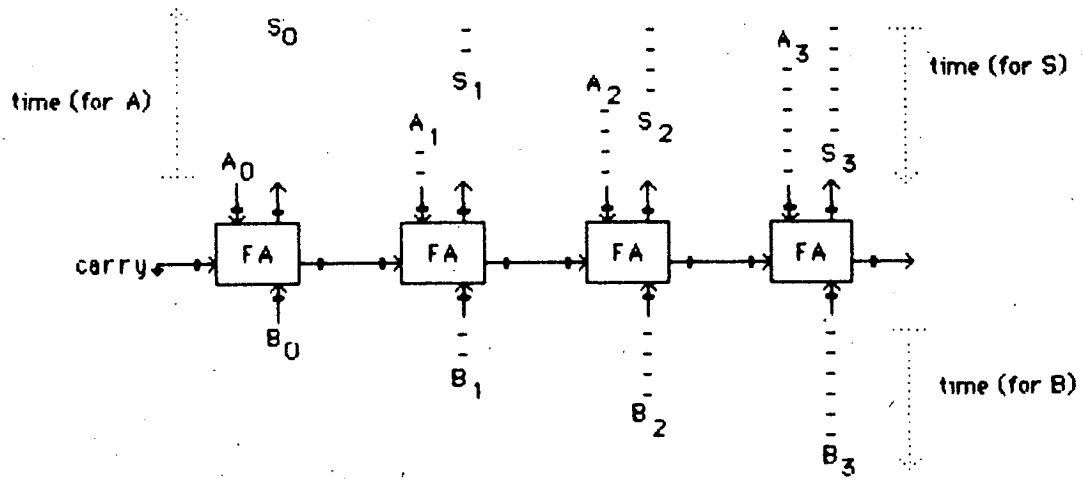 S0
S1
S2
A3
time (for A)
time (for S)
A2
A1
S3
A0
FA
FA
FA
FA
carry
B0
B1
B2
B3
time (for B)